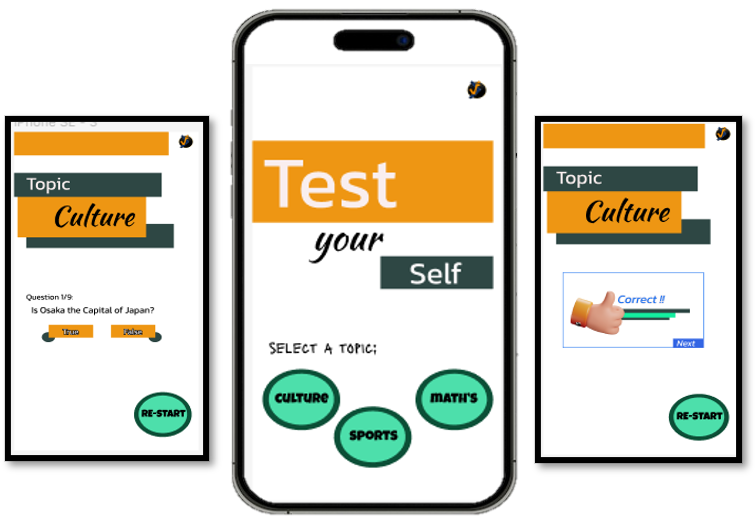 iPhone SE - 3
Topic
Culture
Question 1/9:
Is Osaka the Capital of Japan?
True
False
RE-START
Test
your
Self
SELECT A TOPIC;
CULTURE
MATH'S
SPORTS
Topic
Culture
Correct !!
Next
RE-START